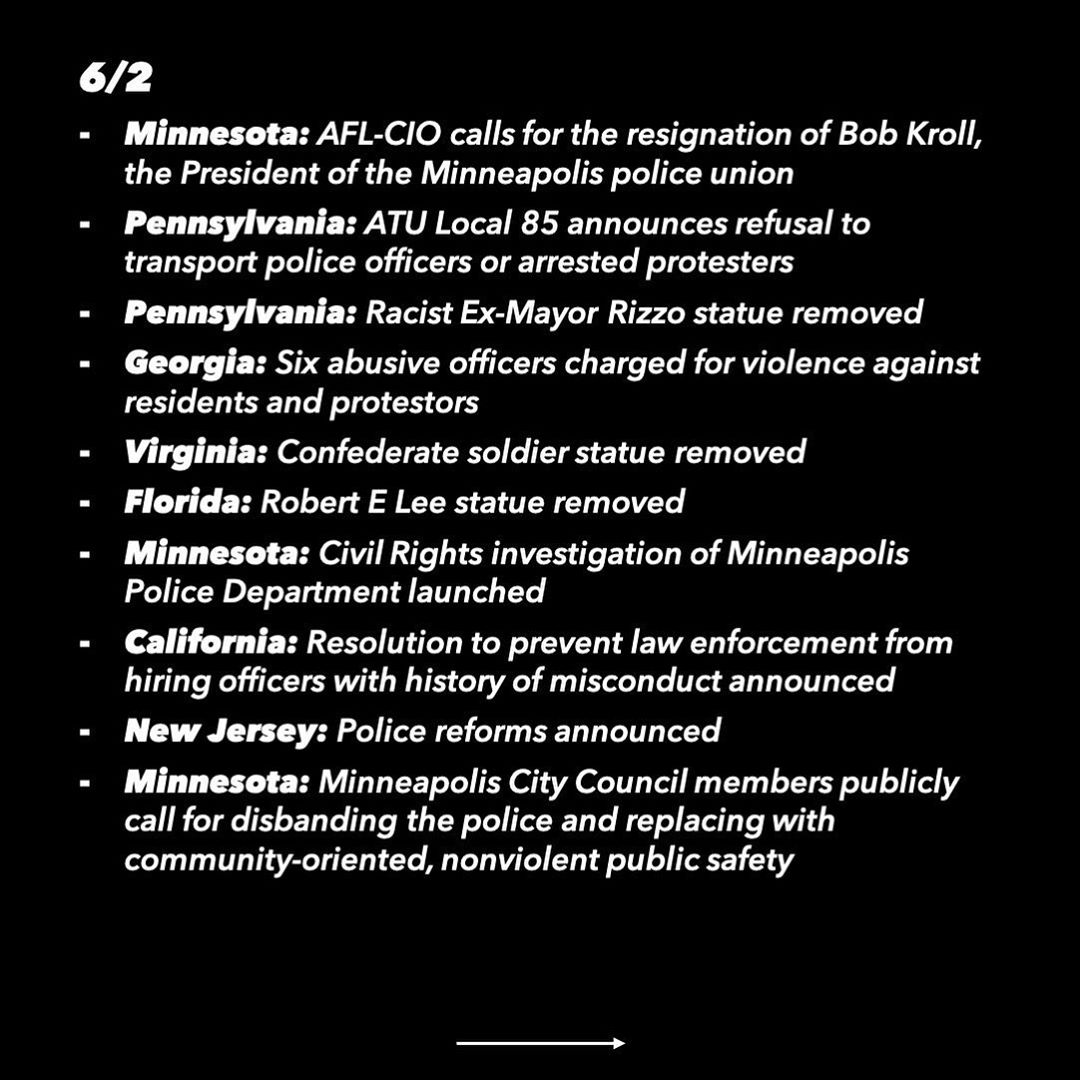 6/2
- Minnesota: AFL-CIO calls for the resignation of Bob Kroll,
the President of the Minneapolis police union
- Pennsylvania: ATU Local 85 announces refusal to
transport police officers or arrested protesters
- Pennsylvania: Racist Ex-Mayor Rizzo statue removed
- Georgia: Six abusive officers charged for violence against
residents and protestors
- Virginia: Confederate soldier statue removed
- Florida: Robert E Lee statue removed
- Minnesota: Civil Rights investigation of Minneapolis
Police Department launched
- California: Resolution to prevent law enforcement from
hiring officers with history of misconduct announced
- New Jersey: Police reforms announced
- Minnesota: Minneapolis City Council members publicly
call for disbanding the police and replacing with
community-oriented, nonviolent public safety